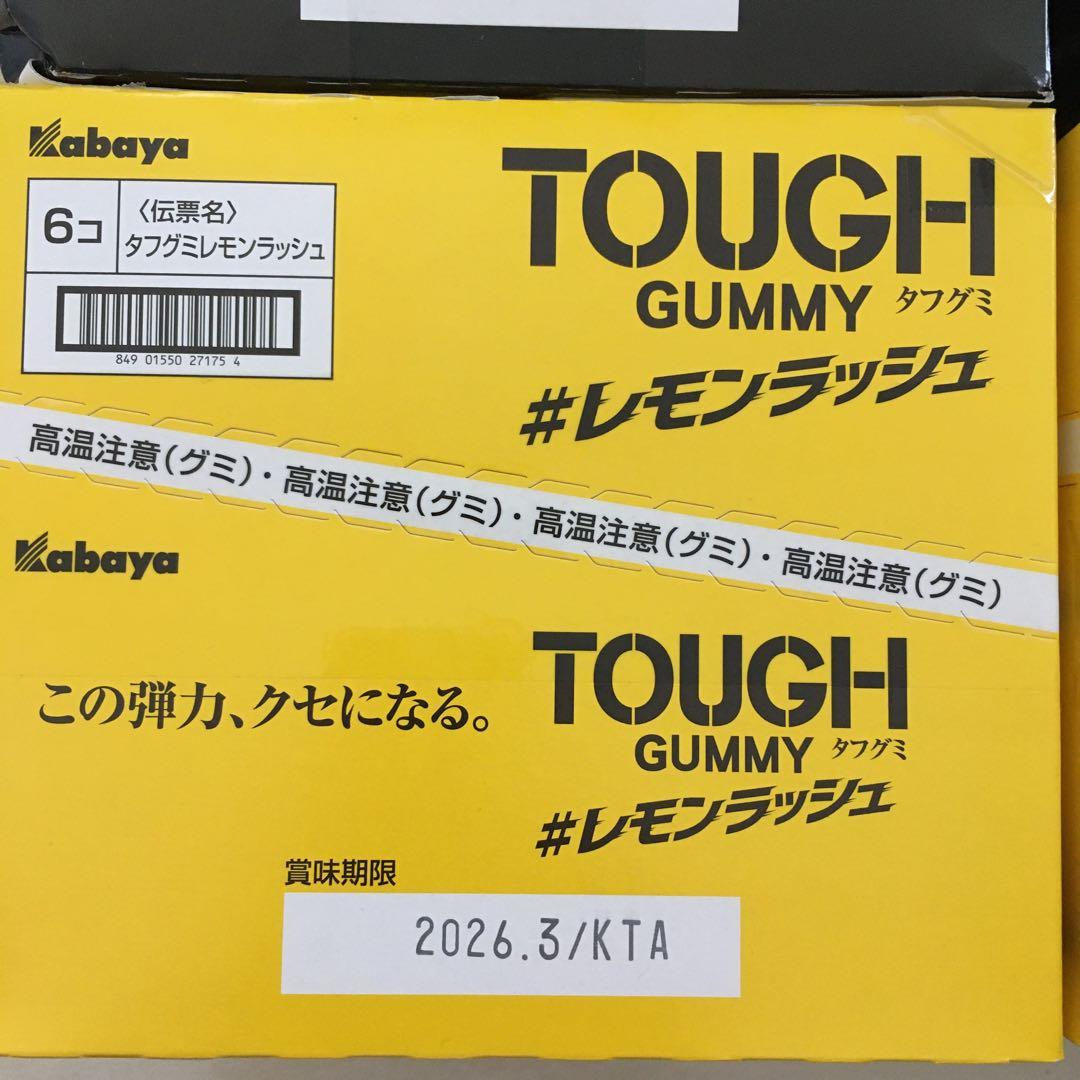 Kabaya
6コ
〈伝票名〉
タフグミレモンラッシュ
849 01550 27175 4
TOUGH
GUMMY タフグミ
#レモンラッシュ
高温注意(グミ)・高温注意(グミ)・高温注意(グミ)・高温注意(グミ)
Kabaya
この弾力、クセになる。
TOUGH
GUMMY タフグミ
#レモンラッシュ
賞味期限
2026.3/KTA